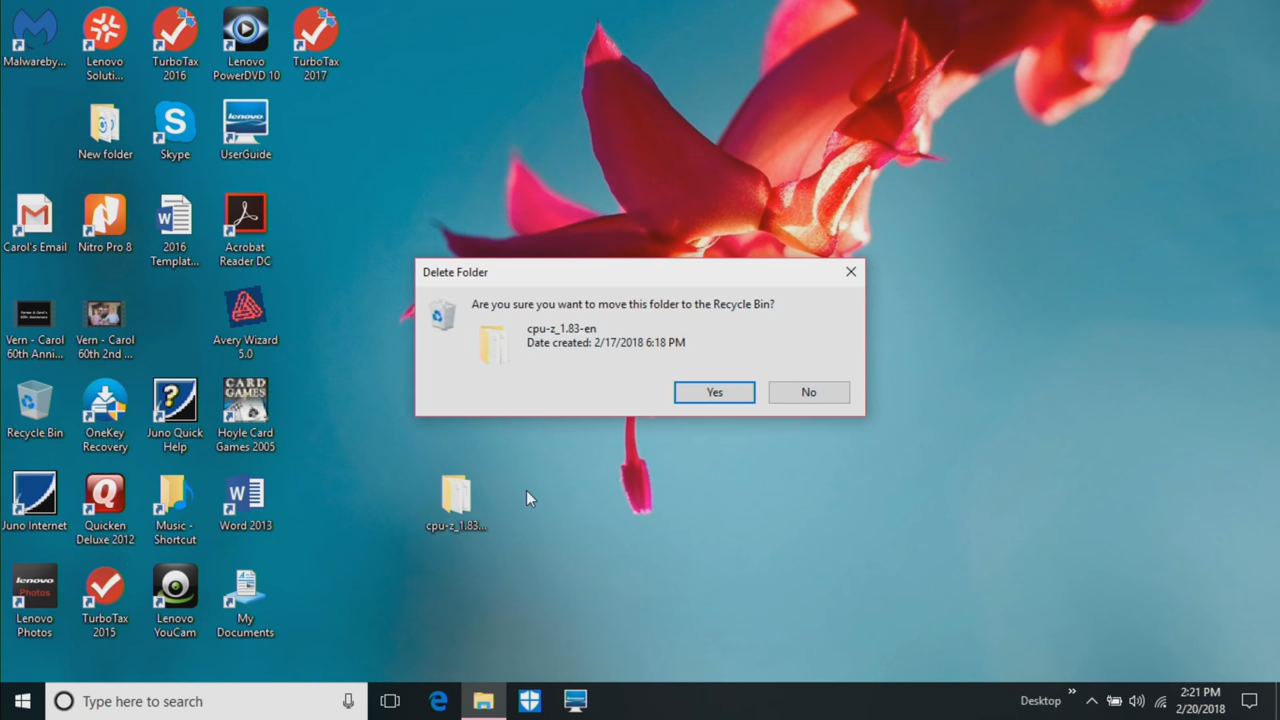 Malwareby...
Lenovo
Soluti...
TurboTax
2016
Lenovo
PowerDVD 10
TurboTax
2017
New folder
Skype
lenovo
UserGuide
Carol's Email
Nitro Pro 8
2016
Templat...
Acrobat
Reader DC
Vern - Carol
60th Anni...
Vern - Carol
60th 2nd ...
Avery Wizard
5.0
Recycle Bin
OneKey
Recovery
Juno Quick
Help
CARD
GAMES
Hoyle Card
Games 2005
Juno Internet
Quicken
Deluxe 2012
Music -
Shortcut
Word 2013
lenovo
Photos
Lenovo
Photos
TurboTax
2015
Lenovo
YouCam
My
Documents
Delete Folder
Are you sure you want to move this folder to the Recycle Bin?
cpu-z_1.83-en
Date created: 2/17/2018 6:18 PM
Yes
No
cpu-z_1.83...
Type here to search
Desktop
2:21 PM
2/20/2018